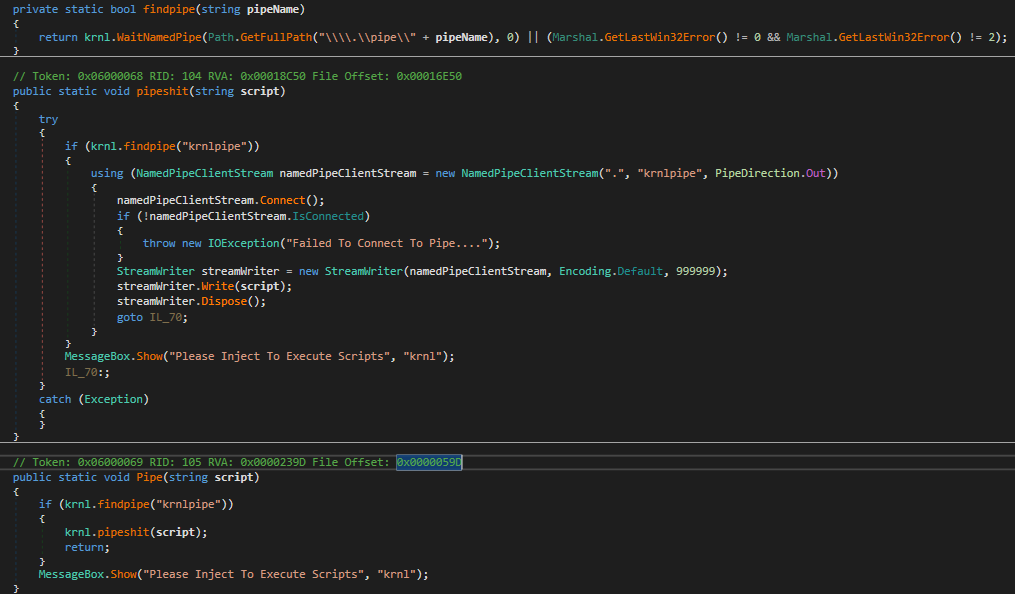 private static bool findpipe(string pipeName)
{
return krnl.WaitNamedPipe(Path.GetFullPath("\\\\.\\pipe\\" + pipeName), 0) || (Marshal.GetLastWin32Error() != 0 && Marshal.GetLastWin32Error() != 2);
}
// Token: 0x06000068 RID: 104 RVA: 0x00018C50 File Offset: 0x00016E50
public static void pipeshit(string script)
{
try
{
if (krnl.findpipe("krnlpipe"))
{
using (NamedPipeClientStream namedPipeClientStream = new NamedPipeClientStream(".", "krnlpipe", PipeDirection.Out))
{
namedPipeClientStream.Connect();
if (!namedPipeClientStream.IsConnected)
{
throw new IOException("Failed To Connect To Pipe....");
}
StreamWriter streamWriter = new StreamWriter(namedPipeClientStream, Encoding.Default, 999999);
streamWriter.Write(script);
streamWriter.Dispose();
goto IL_70;
}
}
MessageBox.Show("Please Inject To Execute Scripts", "krnl");
IL_70:;
}
catch (Exception)
{
}
}
// Token: 0x06000069 RID: 105 RVA: 0x0000239D File Offset: 0x0000059D
public static void Pipe(string script)
{
if (krnl.findpipe("krnlpipe"))
{
krnl.pipeshit(script);
return;
}
MessageBox.Show("Please Inject To Execute Scripts", "krnl");
}